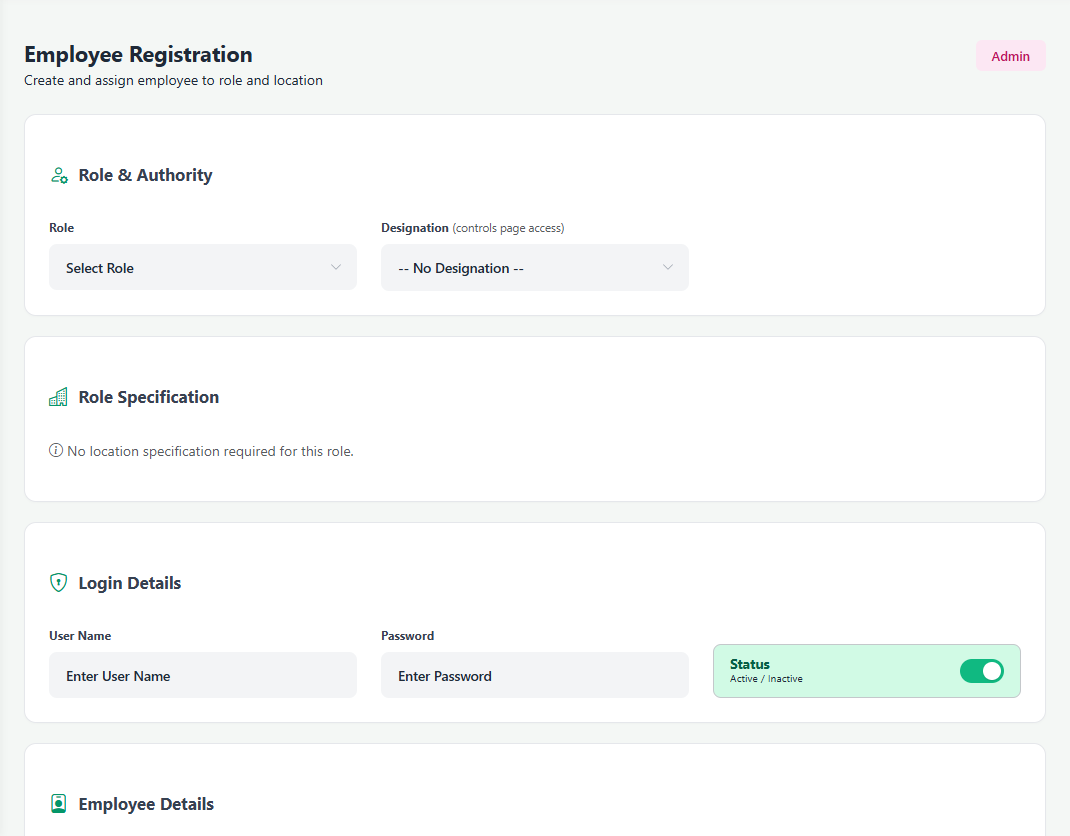 Employee Registration
Admin
Create and assign employee to role and location
Role & Authority
Role
Designation (controls page access)
Select Role
-- No Designation --
Role Specification
No location specification required for this role.
Login Details
User Name
Password
Enter User Name
Enter Password
Status
Active / Inactive
Employee Details